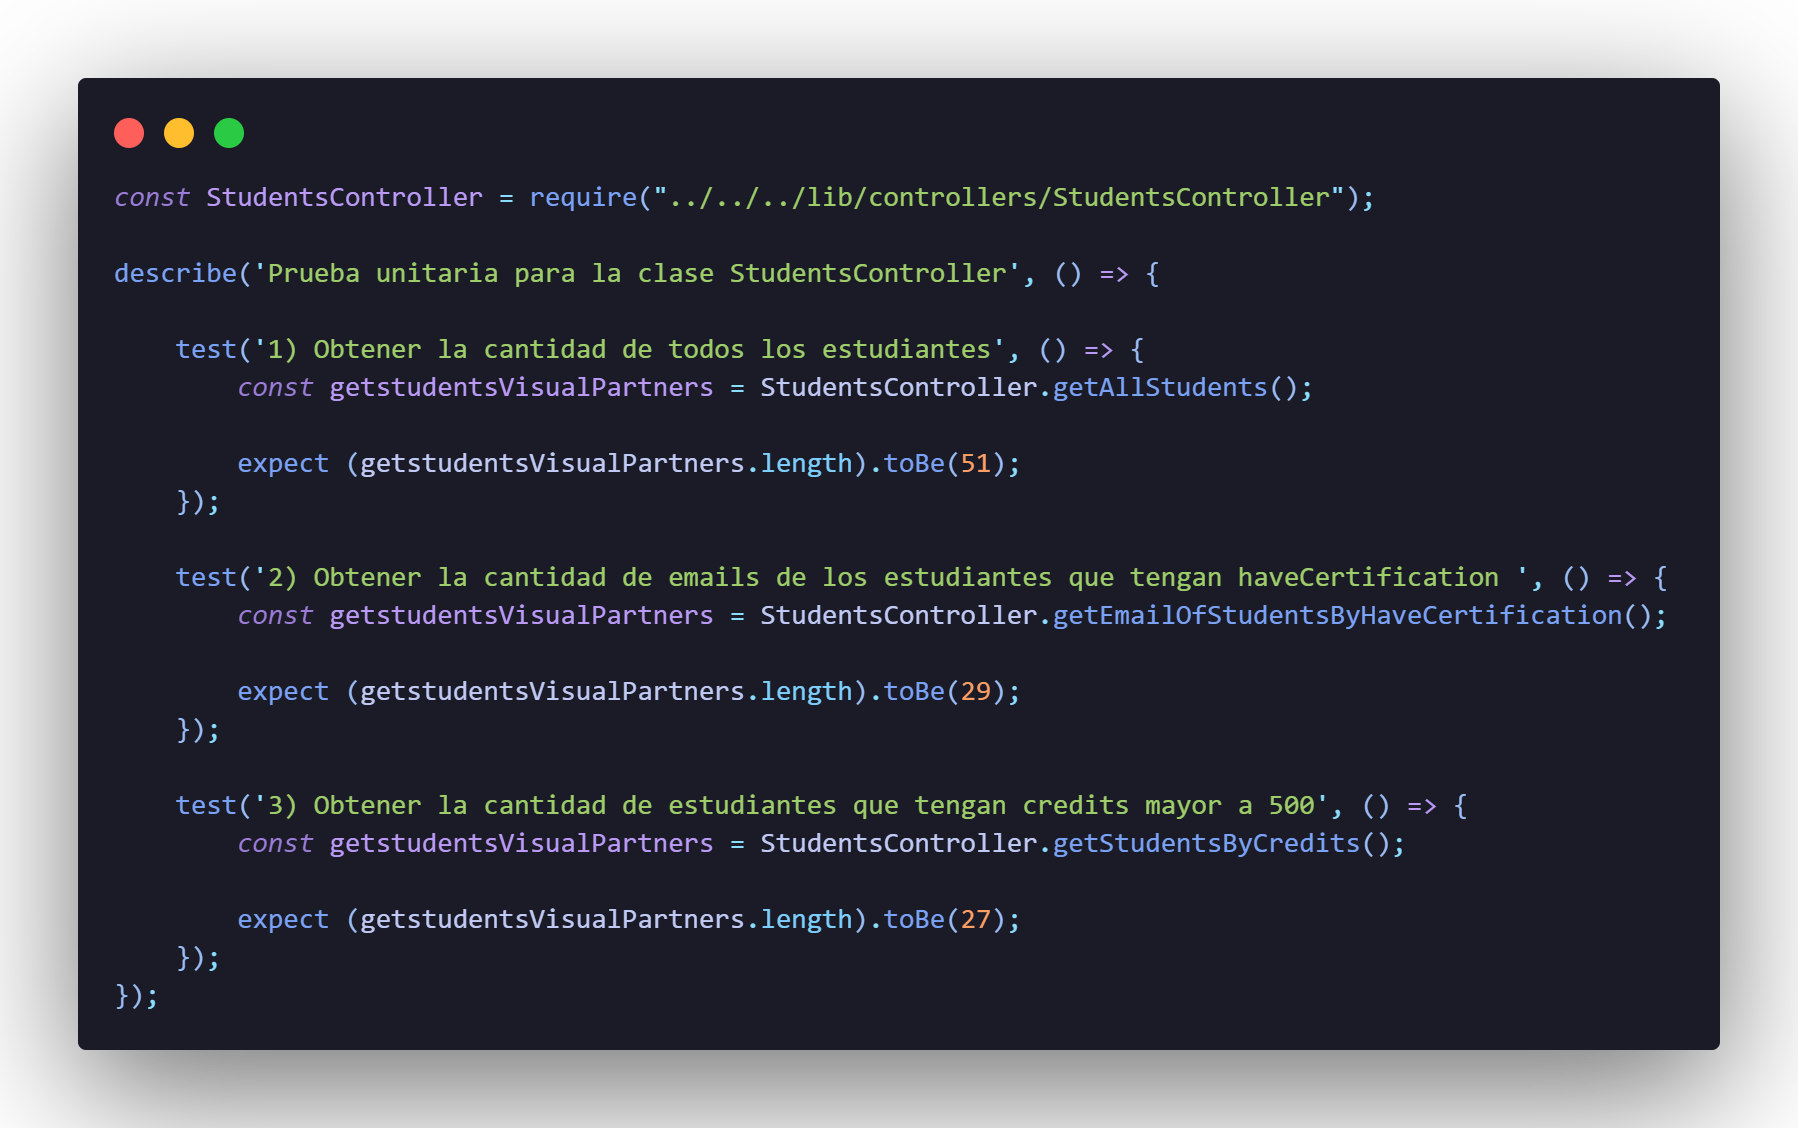 const StudentsController = require("../../../lib/controllers/StudentsController");
describe('Prueba unitaria para la clase StudentsController', () => {
test('1) Obtener la cantidad de todos los estudiantes', () => {
const getstudentsVisualPartners = StudentsController.getAllStudents();
expect (getstudentsVisualPartners.length).toBe(51);
});
test('2) Obtener la cantidad de emails de los estudiantes que tengan haveCertification ', () => {
const getstudentsVisualPartners = StudentsController.getEmailOfStudentsByHaveCertification();
expect (getstudentsVisualPartners.length).toBe(29);
});
test('3) Obtener la cantidad de estudiantes que tengan credits mayor a 500', () => {
const getstudentsVisualPartners = StudentsController.getStudentsByCredits();
expect (getstudentsVisualPartners.length).toBe(27);
});
});